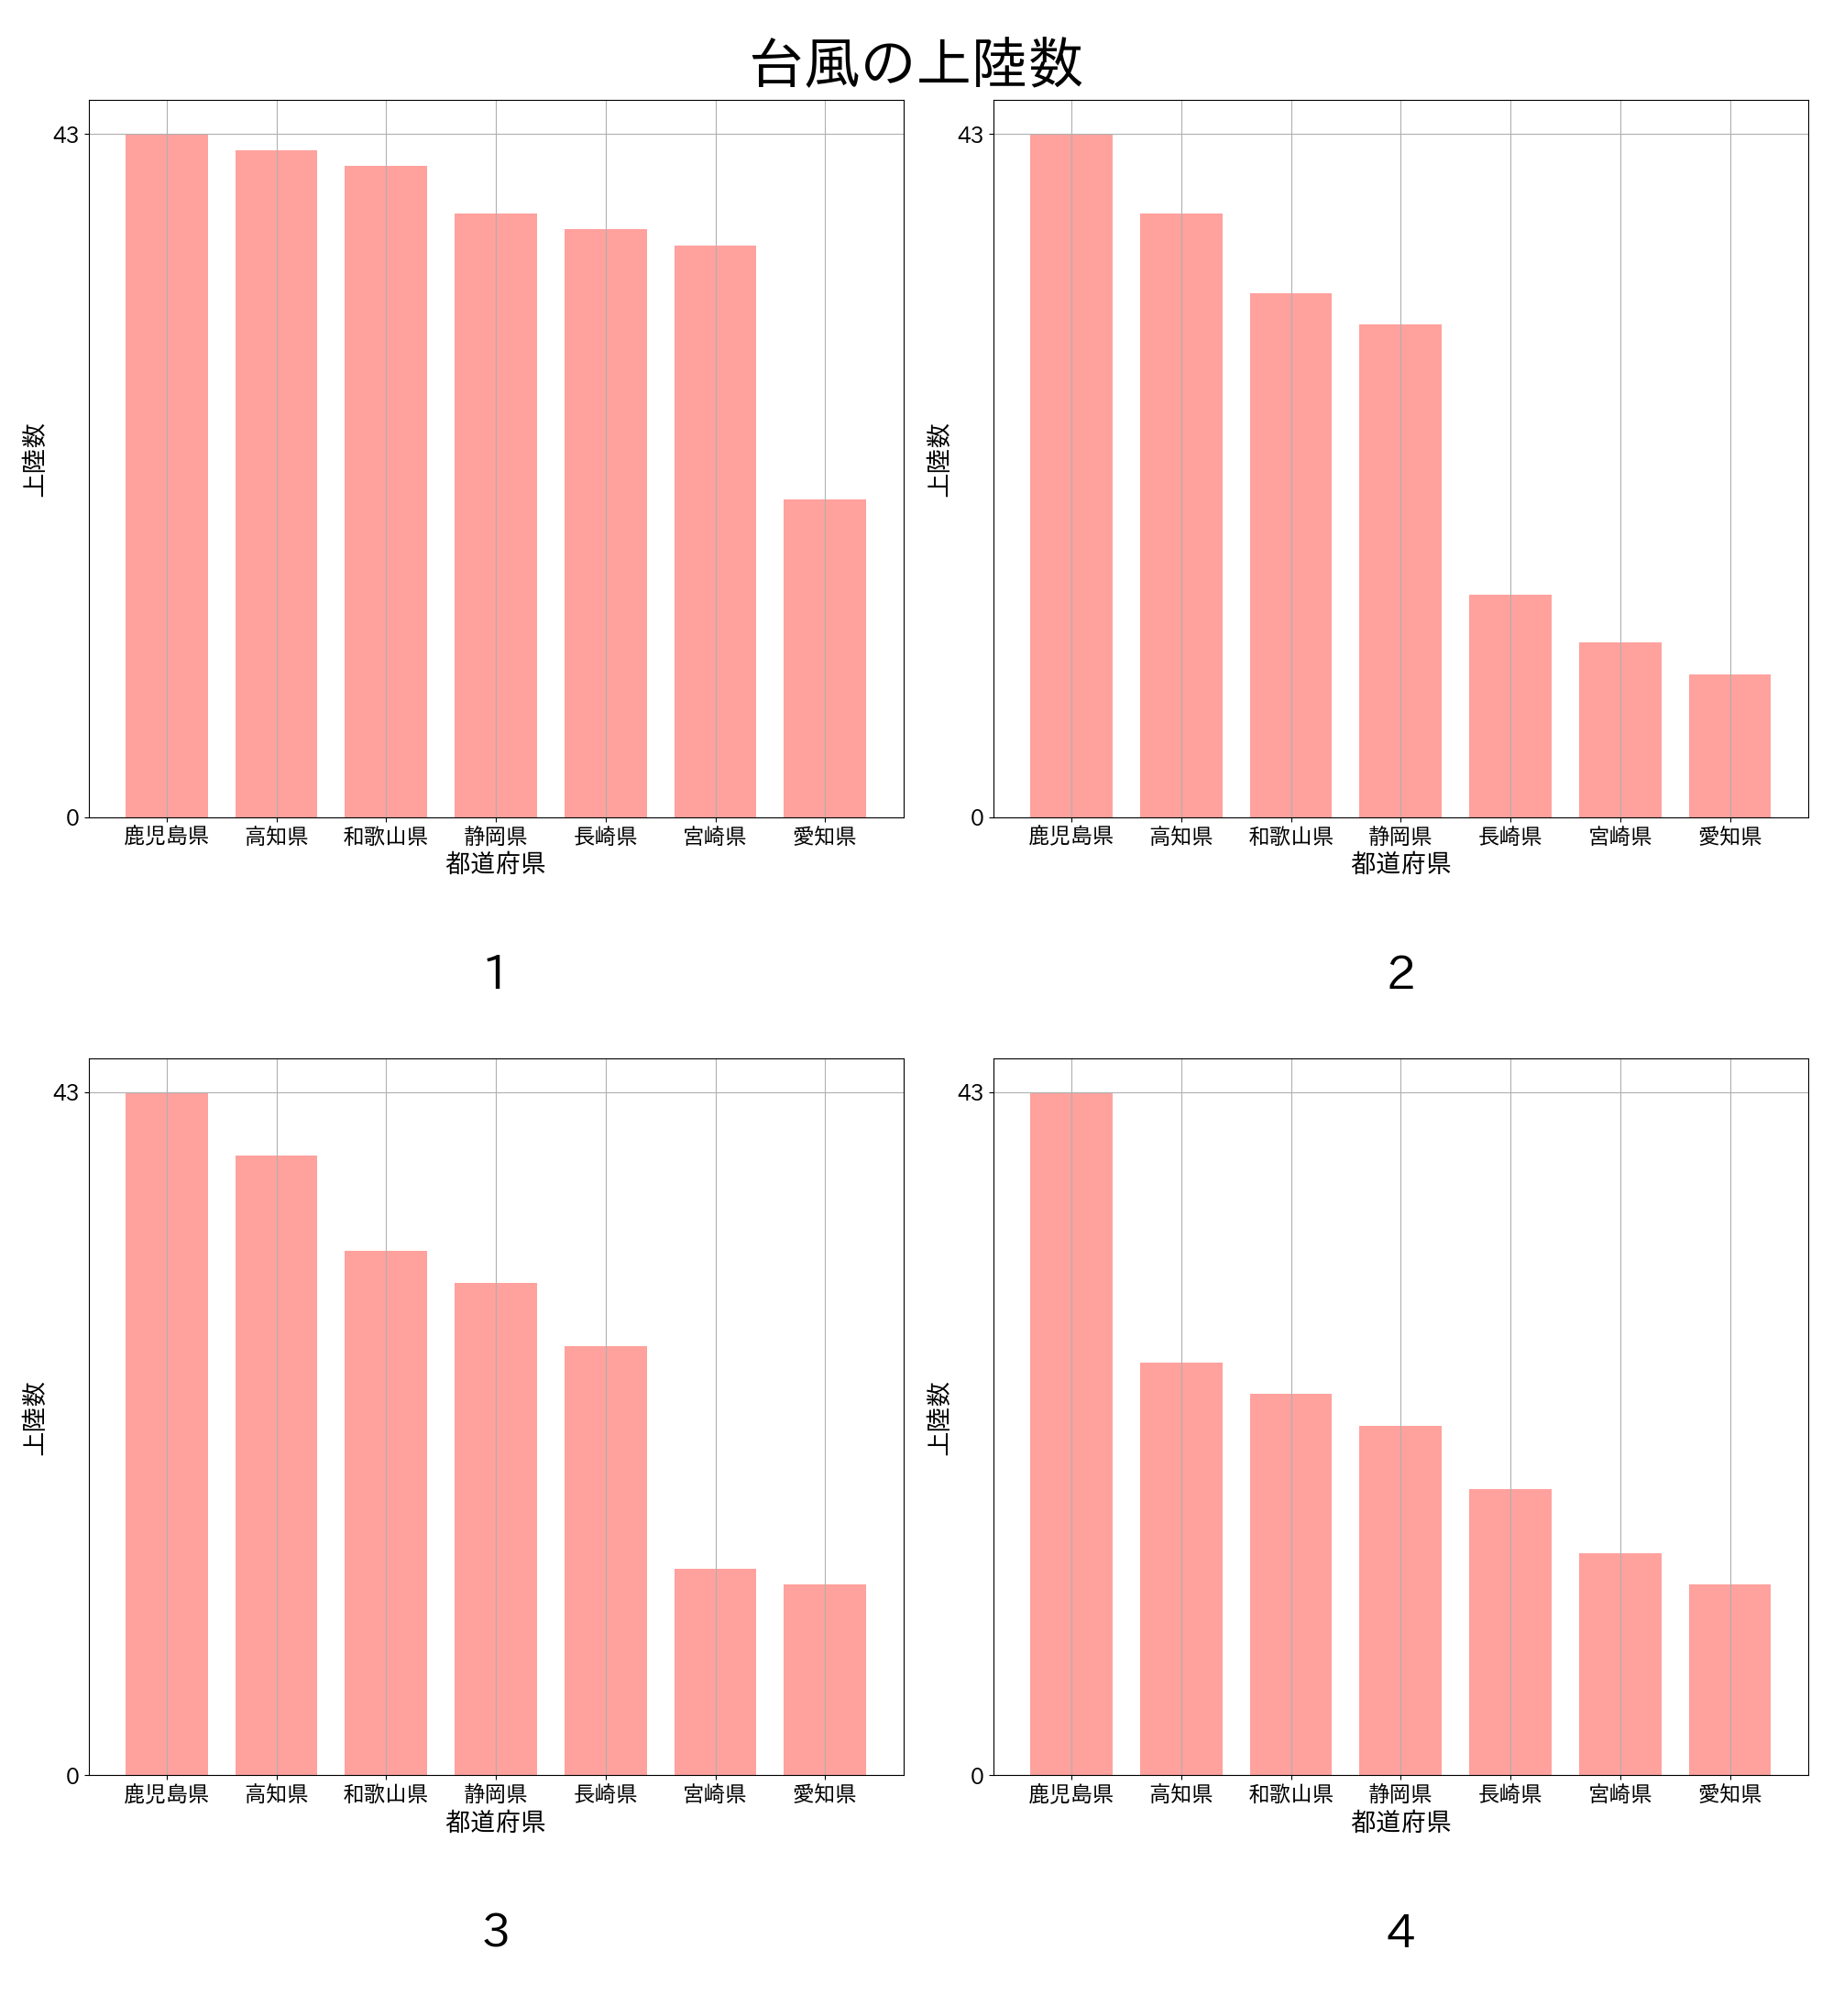 台風の上陸数
43
上陸数
0
鹿児島県 高知県 和歌山県 静岡県 長崎県 宮崎県 愛知県
都道府県
1
43
上陸数
0
鹿児島県 高知県 和歌山県 静岡県 長崎県 宮崎県 愛知県
都道府県
2
43
上陸数
0
鹿児島県 高知県 和歌山県 静岡県 長崎県 宮崎県 愛知県
都道府県
3
43
上陸数
0
鹿児島県 高知県 和歌山県 静岡県 長崎県 宮崎県 愛知県
都道府県
4